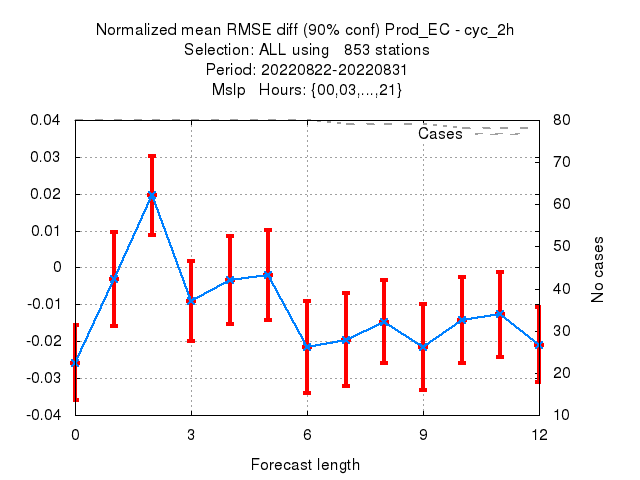 Normalized mean RMSE diff (90% conf) Prod_EC - cyc_2h
Selection: ALL using   853 stations
Period: 20220822-20220831
Mslp   Hours: {00,03,...,21}
0.04
0.03
0.02
0.01
0
-0.01
-0.02
-0.03
-0.04
Cases
80
70
60
50
40
30
20
10
No cases
0 3 6 9 12
Forecast length